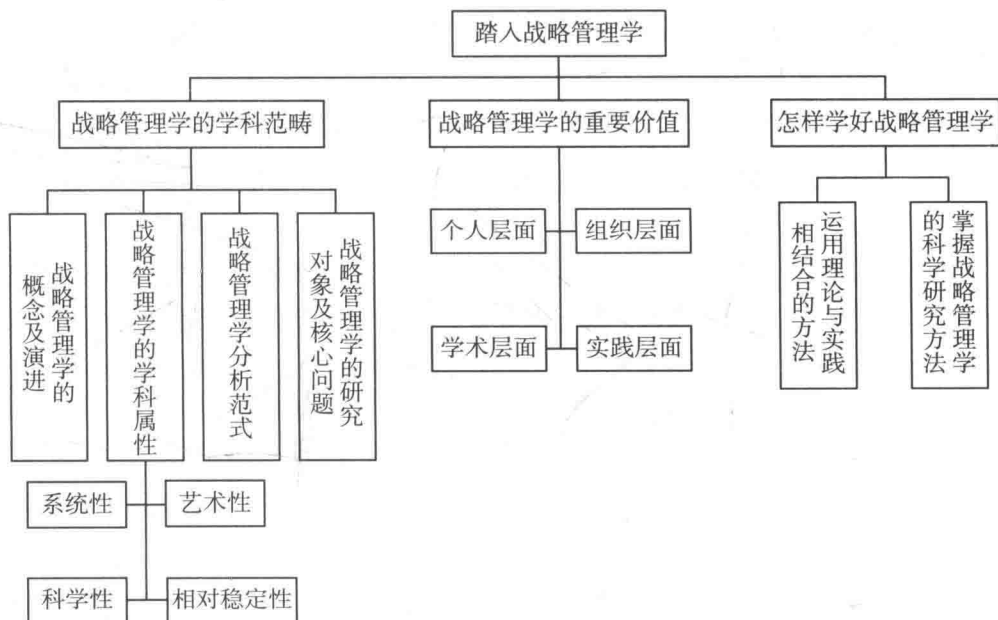 踏入战略管理学
战略管理学的学科范畴
战略管理学的重要价值
怎样学好战略管理学
战略管理学的
概念及演进
战略管理学的学科属性
战略管理学分析范式
战略管理学的研究
对象及核心问题
个人层面
组织层面
学术层面
实践层面
运用理论与实践
相结合的方法
掌握战略管理学
的科学研究方法
系统性
艺术性
科学性
相对稳定性